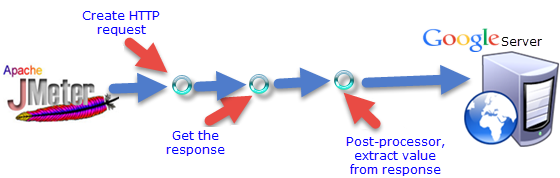 Create HTTP
request
Google Server
Apache
JMeter
Get the
response
Post-processor,
extract value
from response